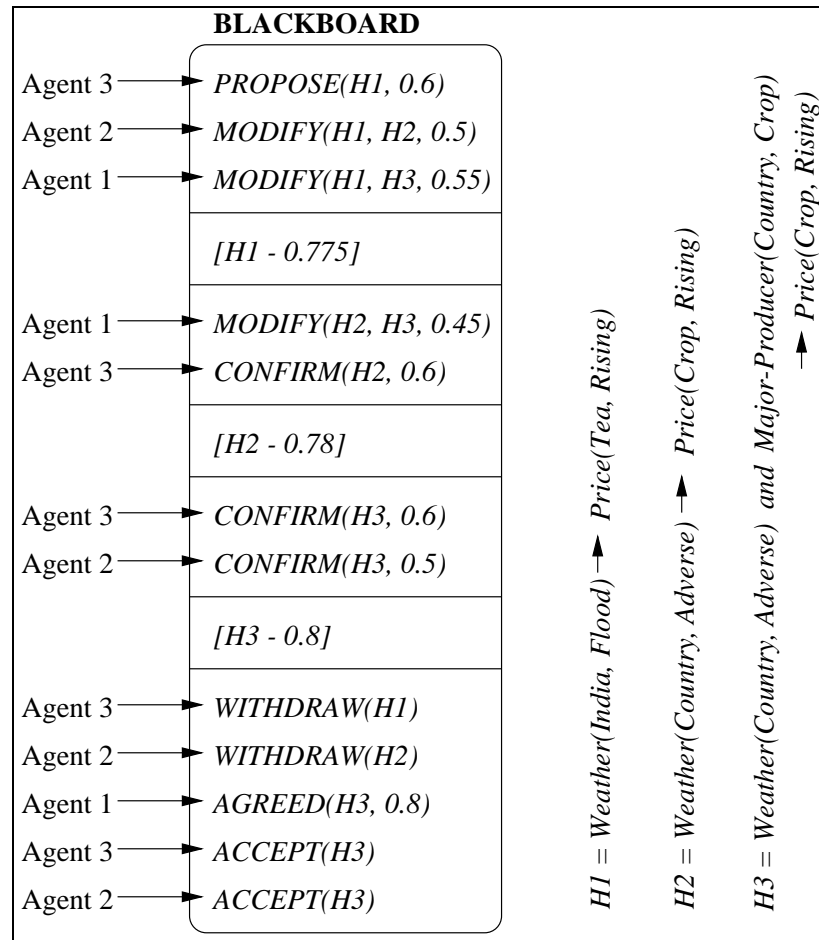 BLACKBOARD
Agent 3 PROPOSE(H1, 0.6)
Agent 2 MODIFY(H1, H2, 0.5)
Agent 1 MODIFY(H1, H3, 0.55)
[H1 - 0.775]
Agent 1 MODIFY(H2, H3, 0.45)
Agent 3 CONFIRM(H2, 0.6)
[H2 - 0.78]
Agent 3 CONFIRM(H3, 0.6)
Agent 2 CONFIRM(H3, 0.5)
[H3 - 0.8]
Agent 3 WITHDRAW(H1)
Agent 2 WITHDRAW(H2)
Agent 1 AGREED(H3, 0.8)
Agent 3 ACCEPT(H3)
Agent 2 ACCEPT(H3)
H1 = Weather(India, Flood) → Price(Tea, Rising)
H2 = Weather(Country, Adverse) → Price(Crop, Rising)
H3 = Weather(Country, Adverse) and Major-Producer(Country, Crop)
→ Price(Crop, Rising)